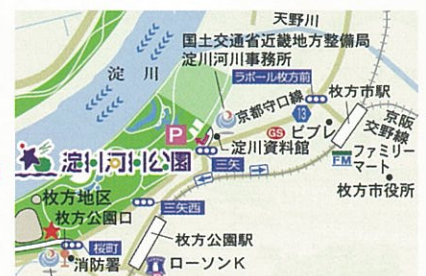 天野川
国土交通省近畿地方整備局
淀川河川事務所
淀川
ラポール枚方前
京都守口線
枚方市駅
13
京阪
交野線
GS
ビブレ
P
淀川資料館
三矢
FM
ファミリー
マート
淀川河川公園
枚方市役所
枚方地区
三矢西
枚方公園口
枚方公園駅
桜町
消防署
ローソンK